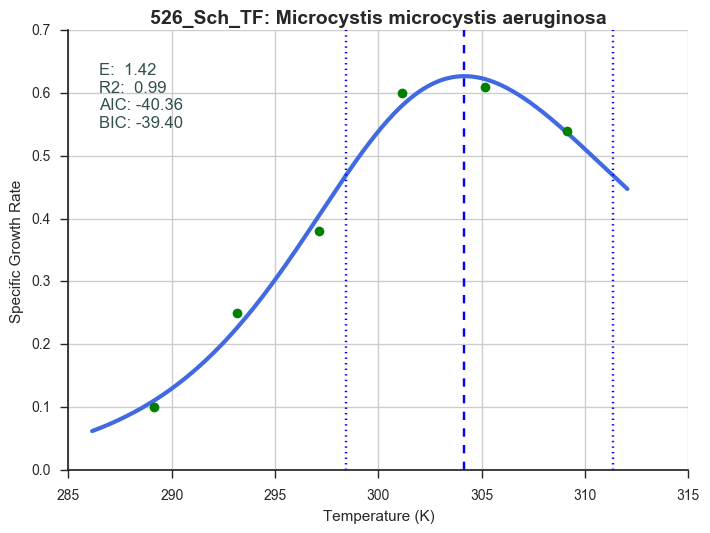 526_Sch_TF: Microcystis microcystis aeruginosa
0.7
0.6
0.5
0.4
0.3
0.2
0.1
0.0
Specific Growth Rate
E:  1.42
R2:  0.99
AIC: -40.36
BIC: -39.40
285 290 295 300 305 310 315
Temperature (K)